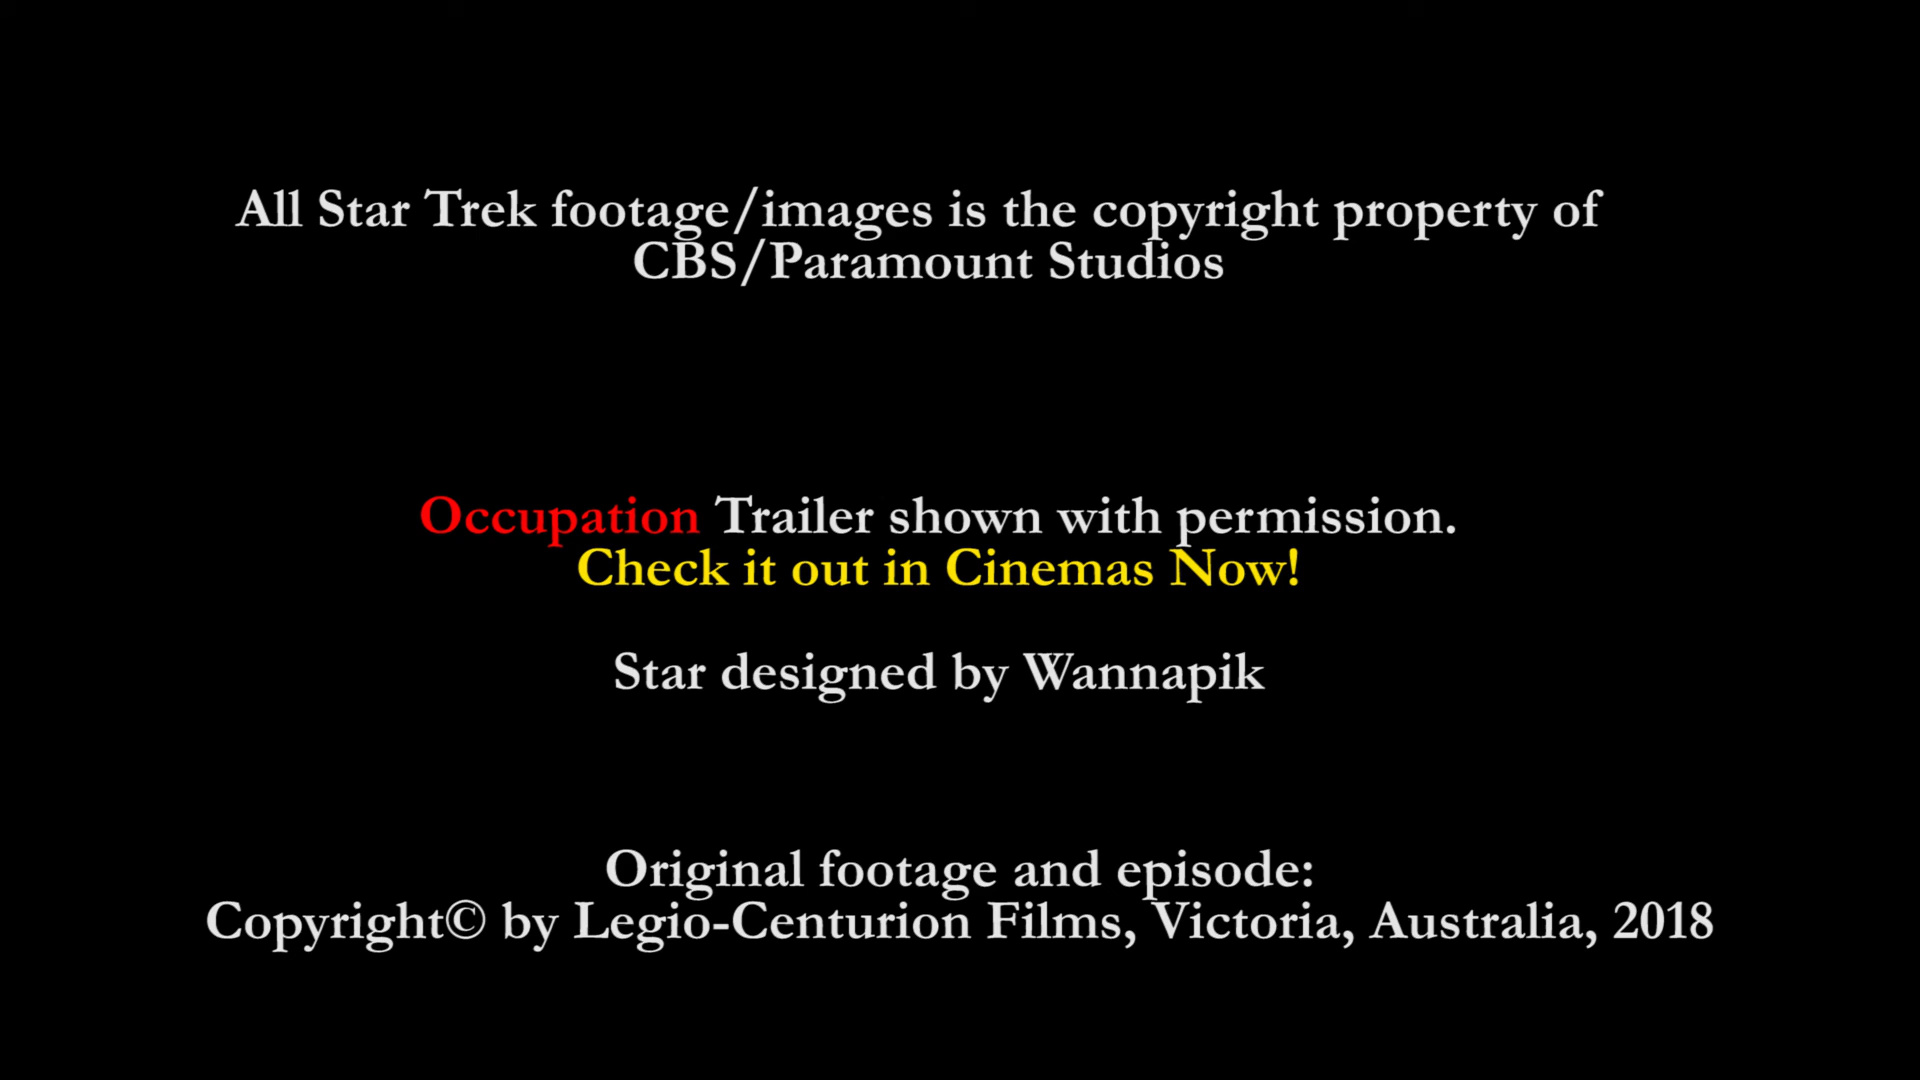 All Star Trek footage/images is the copyright property of
CBS/Paramount Studios
Occupation Trailer shown with permission.
Check it out in Cinemas Now!
Star designed by Wannapik
Original footage and episode:
Copyright© by Legio-Centurion Films, Victoria, Australia, 2018